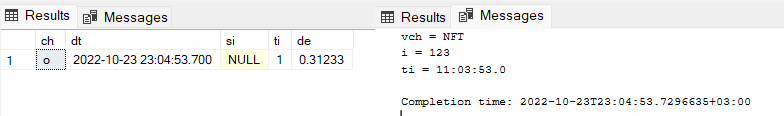 Results Messages
ch dt si ti de
1 o 2022-10-23 23:04:53.700 NULL 1 0.31233
Results Messages
vch = NFT
i = 123
ti = 11:03:53.0
Completion time: 2022-10-23T23:04:53.7296635+03:00